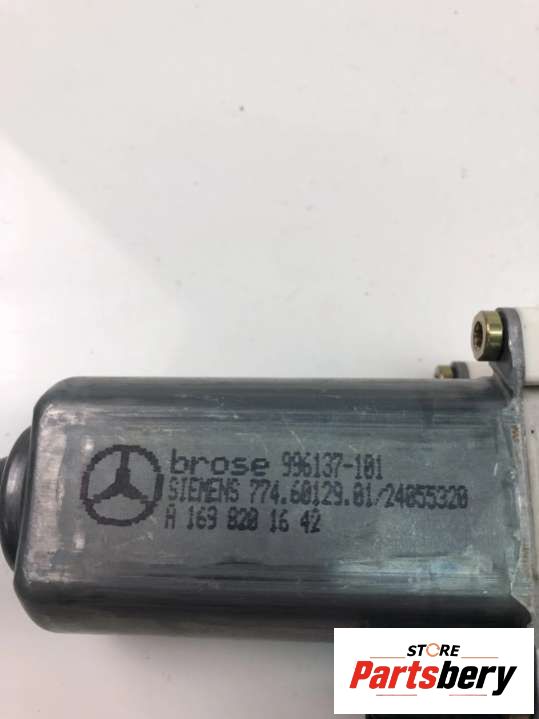 brose 996137-101
SIEMENS 774.60129.01/24055320
A 169 820 16 42
STORE
Partsbery